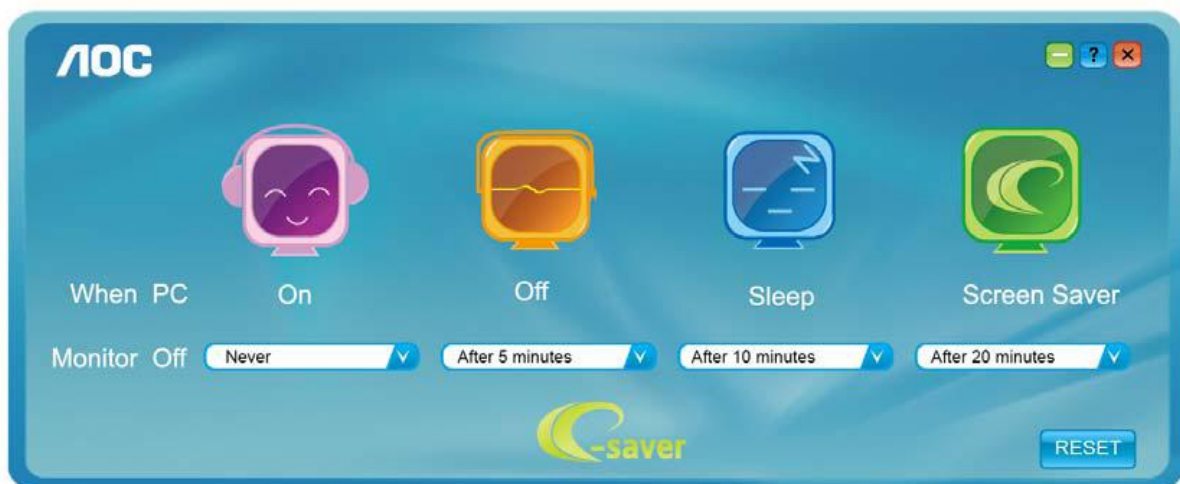 AOC
?
When PC On Off Sleep Screen Saver
Monitor Off Never After 5 minutes After 10 minutes After 20 minutes
e-saver
RESET